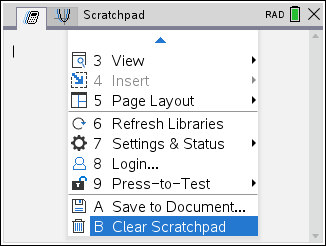 Scratchpad RAD
3 View
4 Insert
5 Page Layout
6 Refresh Libraries
7 Settings & Status
8 Login...
9 Press-to-Test
A Save to Document...
B Clear Scratchpad